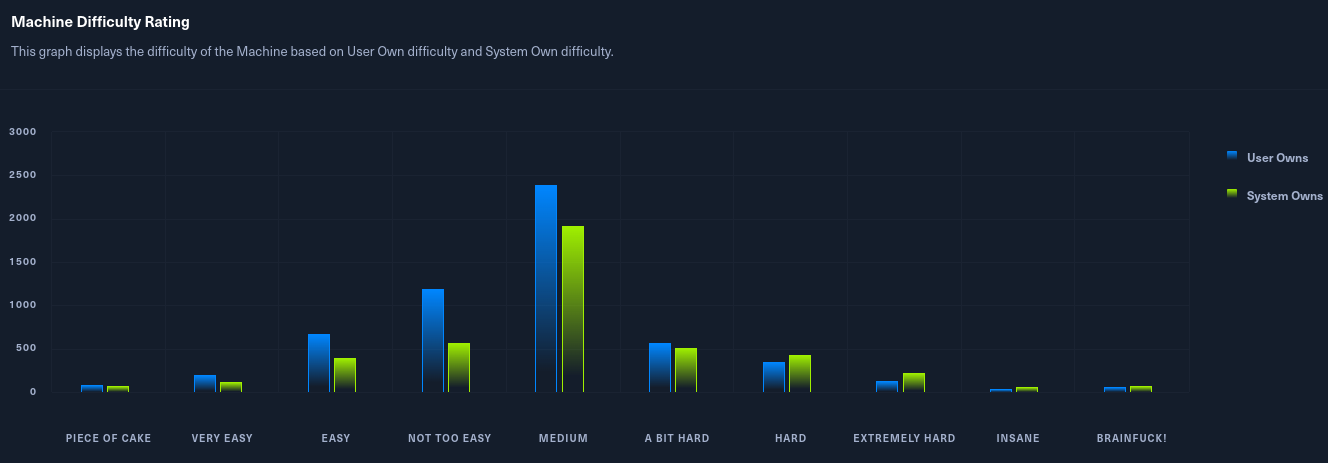 Machine Difficulty Rating
This graph displays the difficulty of the Machine based on User Own difficulty and System Own difficulty.
3000
2500
2000
1500
1000
500
0
User Owns
System Owns
PIECE OF CAKE
VERY EASY
EASY
NOT TOO EASY
MEDIUM
A BIT HARD
HARD
EXTREMELY HARD
INSANE
BRAINFUCK!